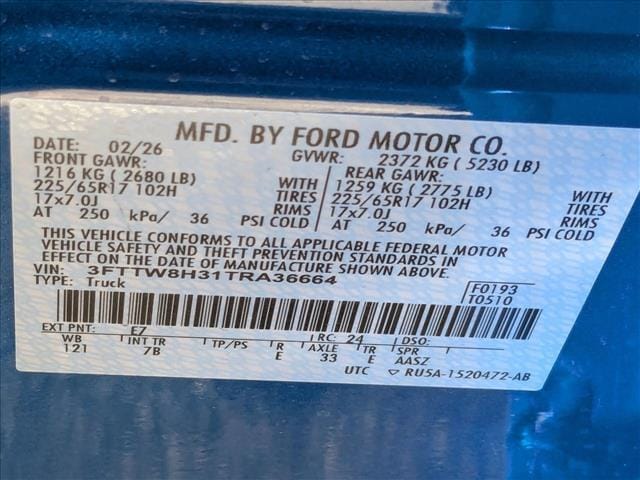 MFD. BY FORD MOTOR CO.
DATE: 02/26 GVWR: 2372 KG ( 5230 LB)
FRONT GAWR: REAR GAWR:
1216 KG ( 2680 LB) WITH 1259 KG ( 2775 LB) WITH
225/65R17 102H TIRES 225/65R17 102H TIRES
17x7.0J RIMS 17x7.0J RIMS
AT 250 kPa/ 36 PSI COLD AT 250 kPa/ 36 PSI COLD
THIS VEHICLE CONFORMS TO ALL APPLICABLE FEDERAL MOTOR
VEHICLE SAFETY AND THEFT PREVENTION STANDARDS IN
EFFECT ON THE DATE OF MANUFACTURE SHOWN ABOVE.
VIN: 3FTTW8H31TRA36664 F0193
TYPE: Truck T0510
EXT PNT: E7 RC: 24 DSO:
WB INT TR TP/PS R AXLE TR SPR
121 7B E 33 E AASZ
UTC ▽ RU5A-1520472-AB